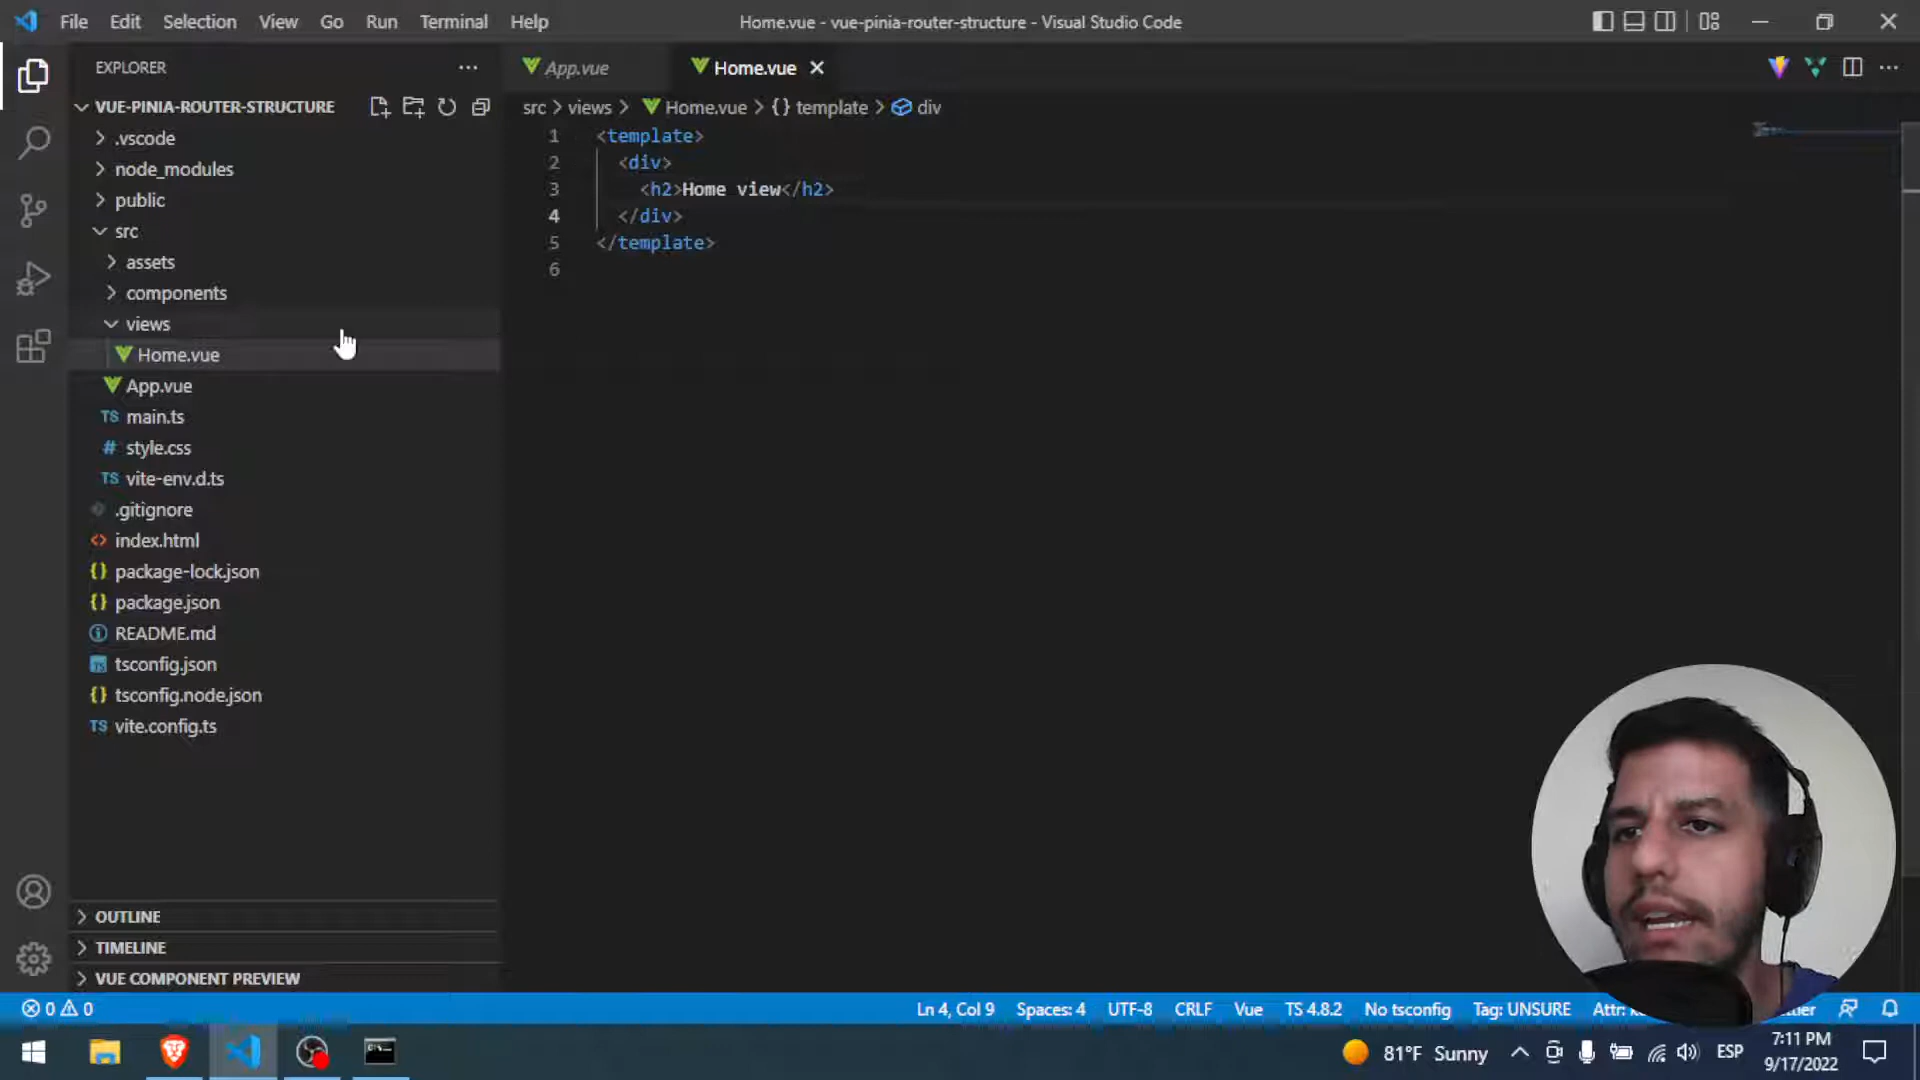 File Edit Selection View Go Run Terminal Help
Home.vue - vue-pinia-router-structure - Visual Studio Code
EXPLORER
VUE-PINIA-ROUTER-STRUCTURE
.vscode
node_modules
public
src
assets
components
views
Home.vue
App.vue
TS main.ts
# style.css
TS vite-env.d.ts
.gitignore
<> index.html
{} package-lock.json
{} package.json
README.md
TS tsconfig.json
{} tsconfig.node.json
TS vite.config.ts
OUTLINE
TIMELINE
VUE COMPONENT PREVIEW
App.vue
Home.vue
src > views > Home.vue > {} template > div
1 <template>
2 <div>
3 <h2>Home view</h2>
4 </div>
5 </template>
6
0 0
Ln 4, Col 9 Spaces: 4 UTF-8 CRLF Vue TS 4.8.2 No tsconfig Tag: UNSURE Attr:
81°F Sunny
ESP
7:11 PM
9/17/2022